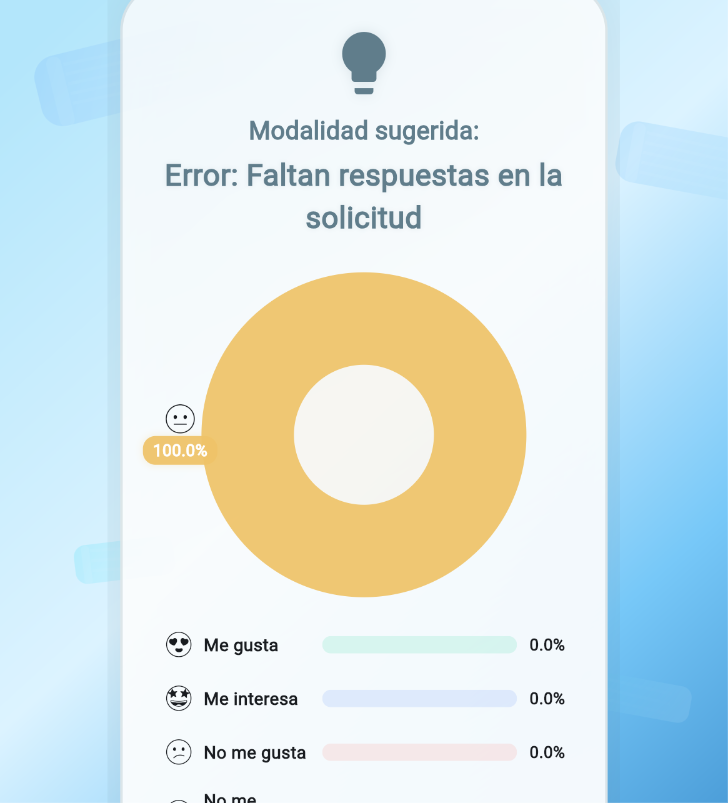 Modalidad sugerida:
Error: Faltan respuestas en la
solicitud
100.0%
Me gusta 0.0%
Me interesa 0.0%
No me gusta 0.0%
No me